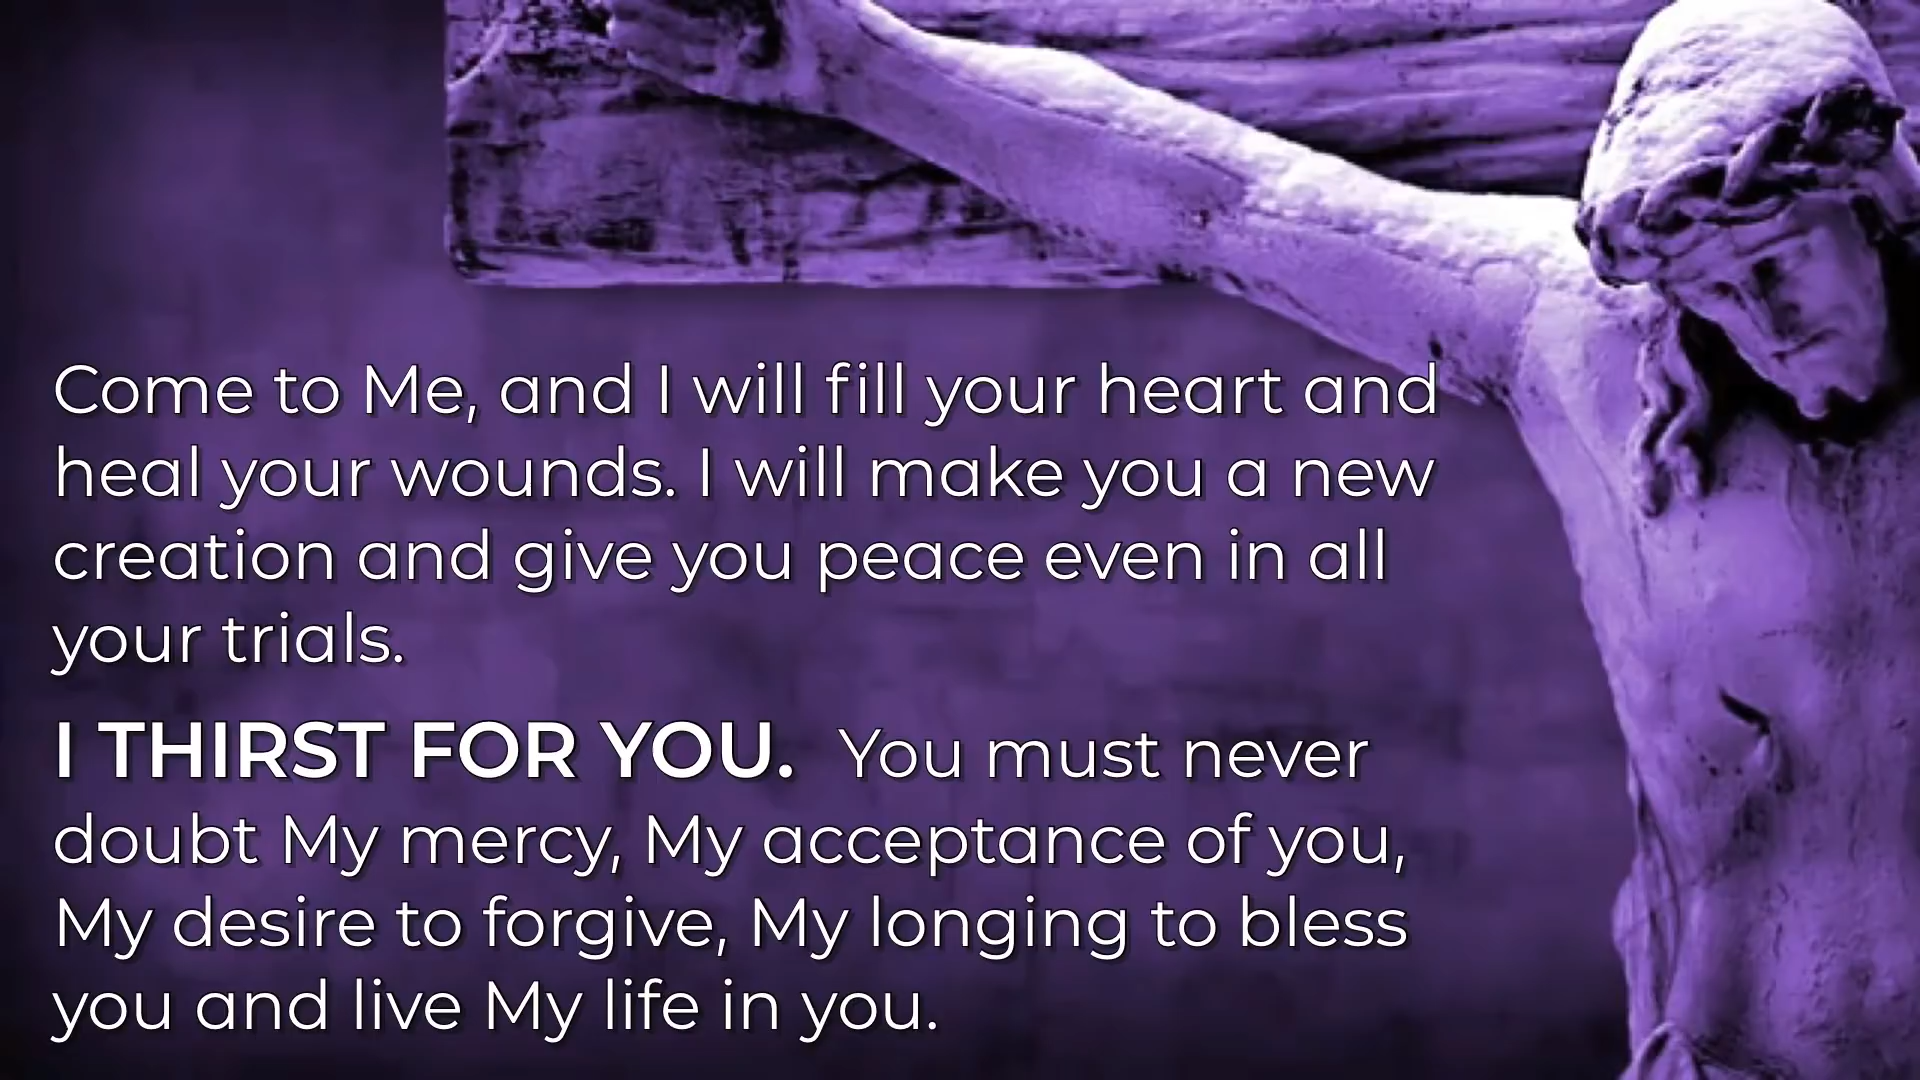 Come to Me, and I will fill your heart and
heal your wounds. I will make you a new
creation and give you peace even in all
your trials.
I THIRST FOR YOU. You must never
doubt My mercy, My acceptance of you,
My desire to forgive, My longing to bless
you and live My life in you.